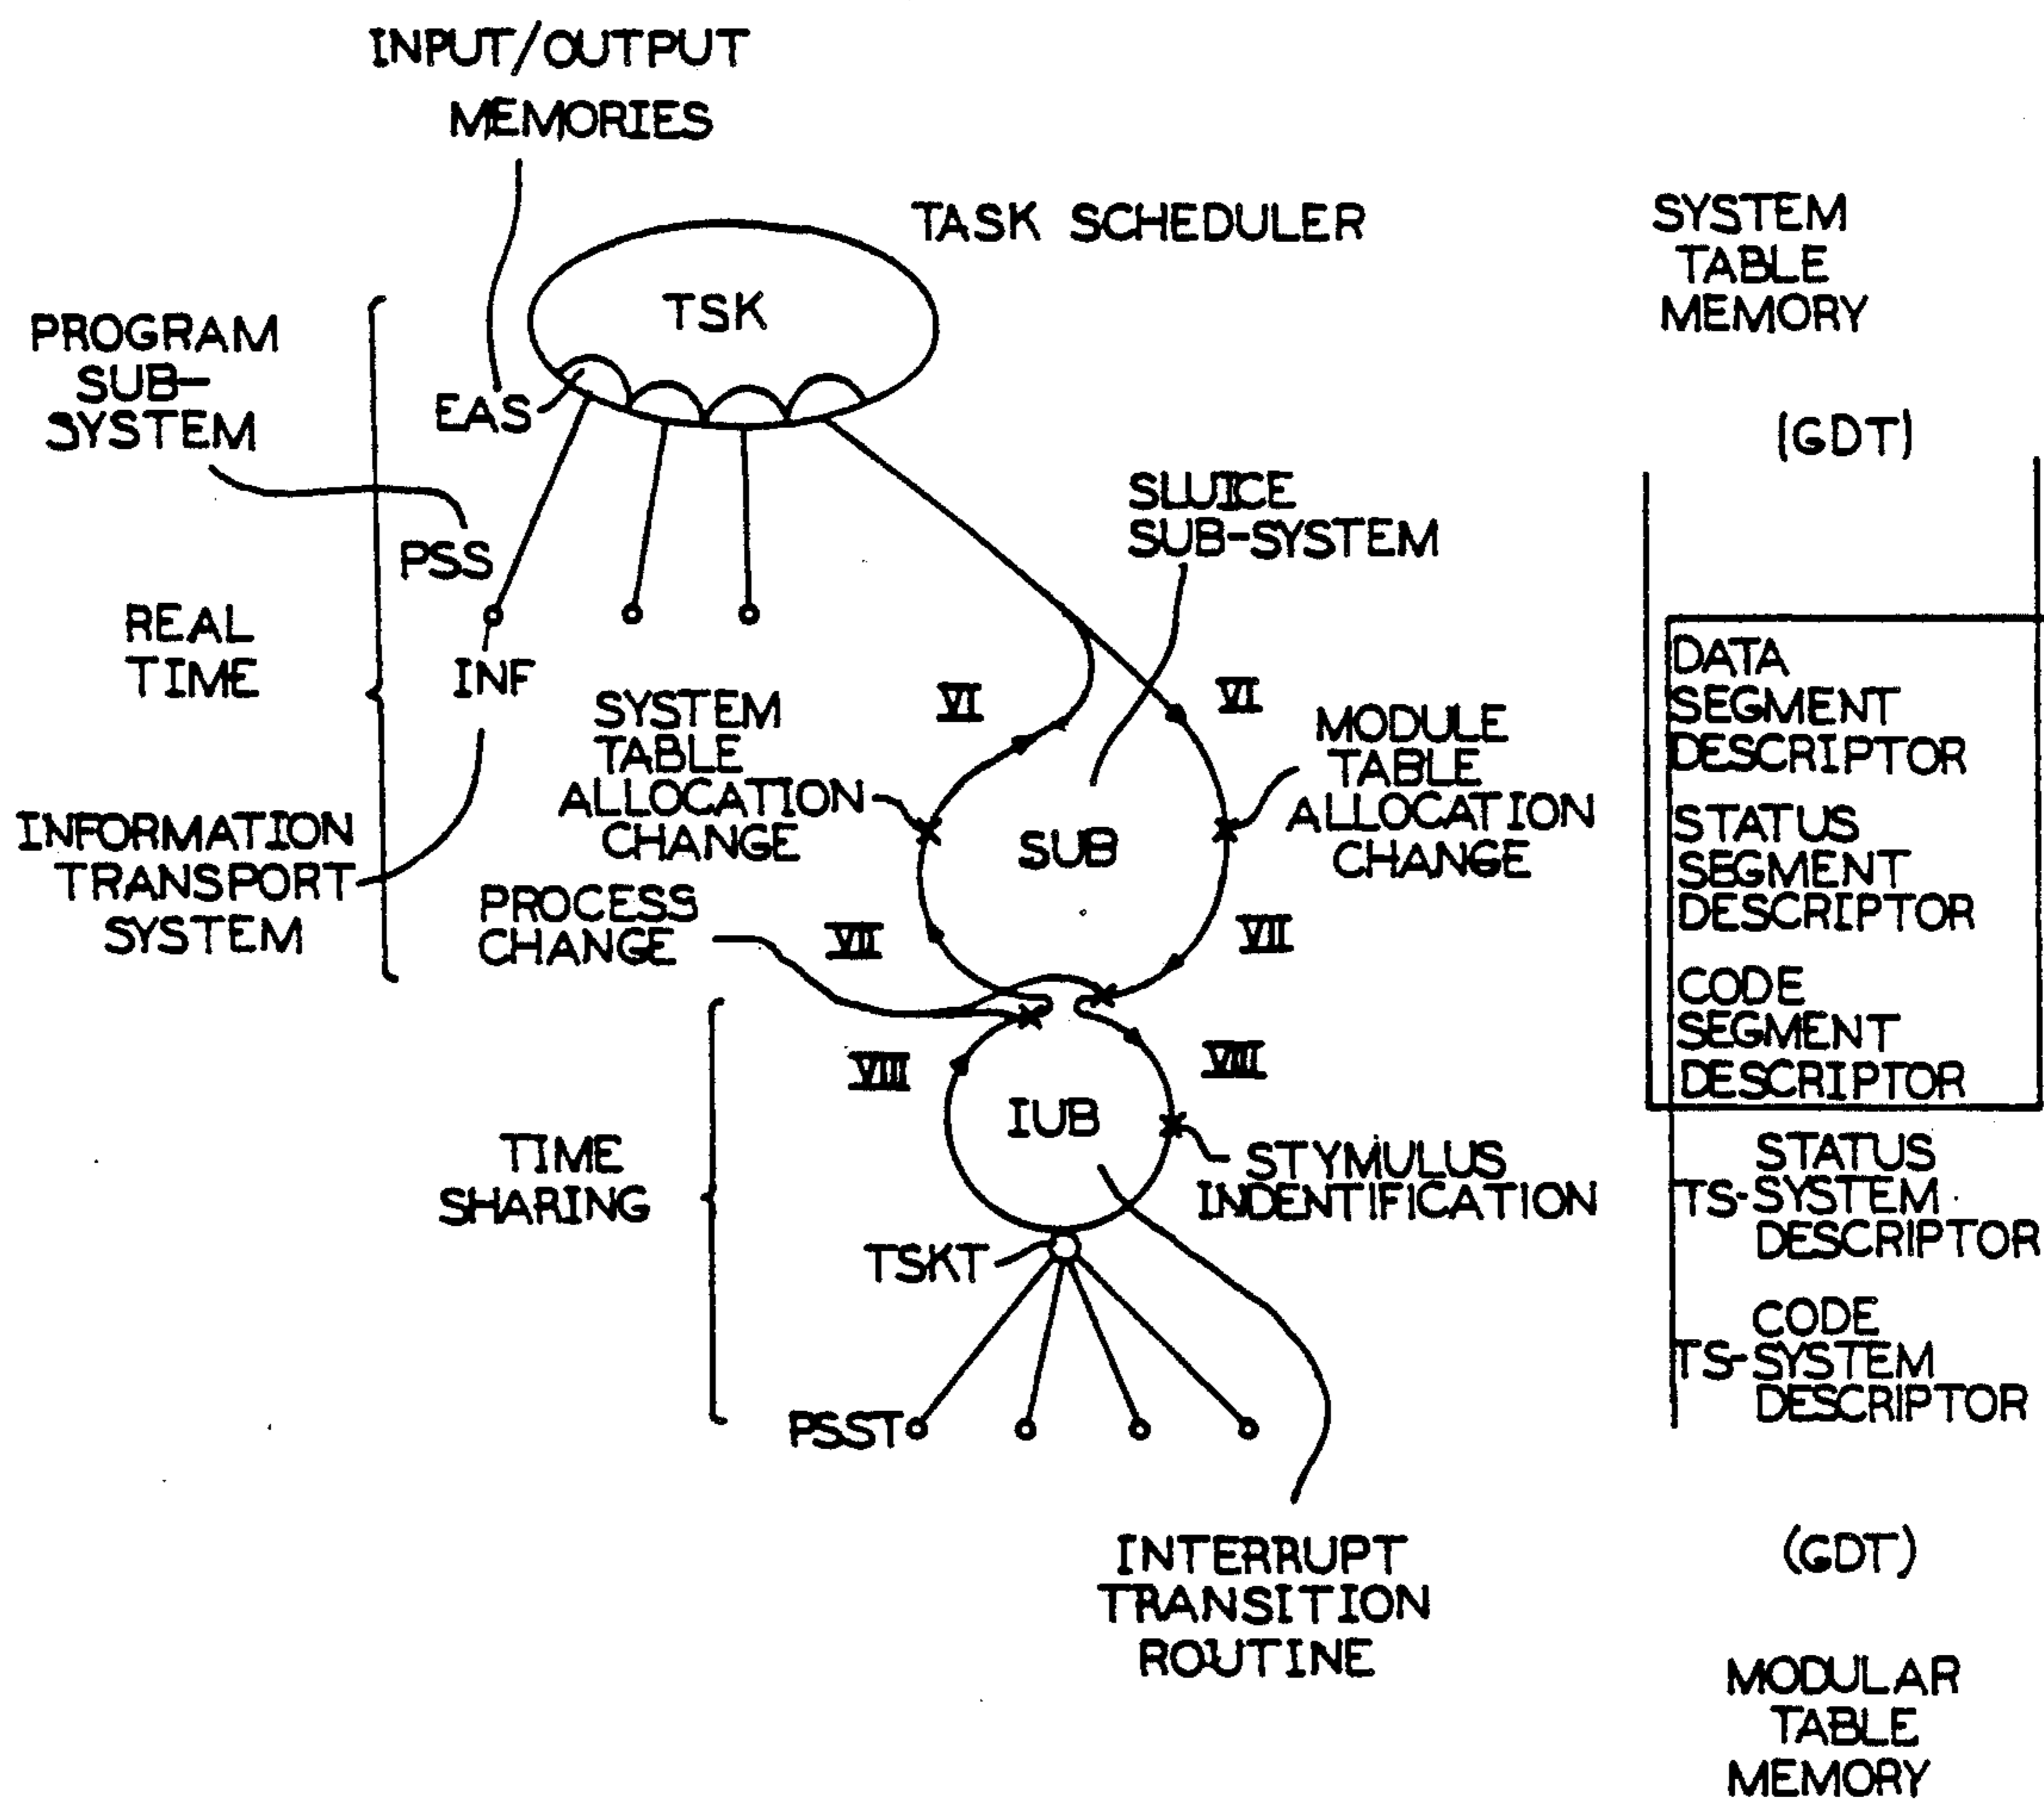 INPUT/OUTPUT
MEMORIES
TASK SCHEDULER
TSK
EAS
PROGRAM
SUB-
SYSTEM
PSS
REAL
TIME
INF
INFORMATION
TRANSPORT
SYSTEM
SLUICE
SUB-SYSTEM
VI
VI
SYSTEM
TABLE
ALLOCATION
CHANGE
MODULE
TABLE
ALLOCATION
CHANGE
SUB
PROCESS
CHANGE
VII
VII
VIII
VIII
IUB
TIME
SHARING
STYMULUS
INDENTIFICATION
TSKT
PSST
INTERRUPT
TRANSITION
ROUTINE
SYSTEM
TABLE
MEMORY
(GDT)
DATA
SEGMENT
DESCRIPTOR
STATUS
SEGMENT
DESCRIPTOR
CODE
SEGMENT
DESCRIPTOR
STATUS
TS-SYSTEM
DESCRIPTOR
CODE
TS-SYSTEM
DESCRIPTOR
(GDT)
MODULAR
TABLE
MEMORY